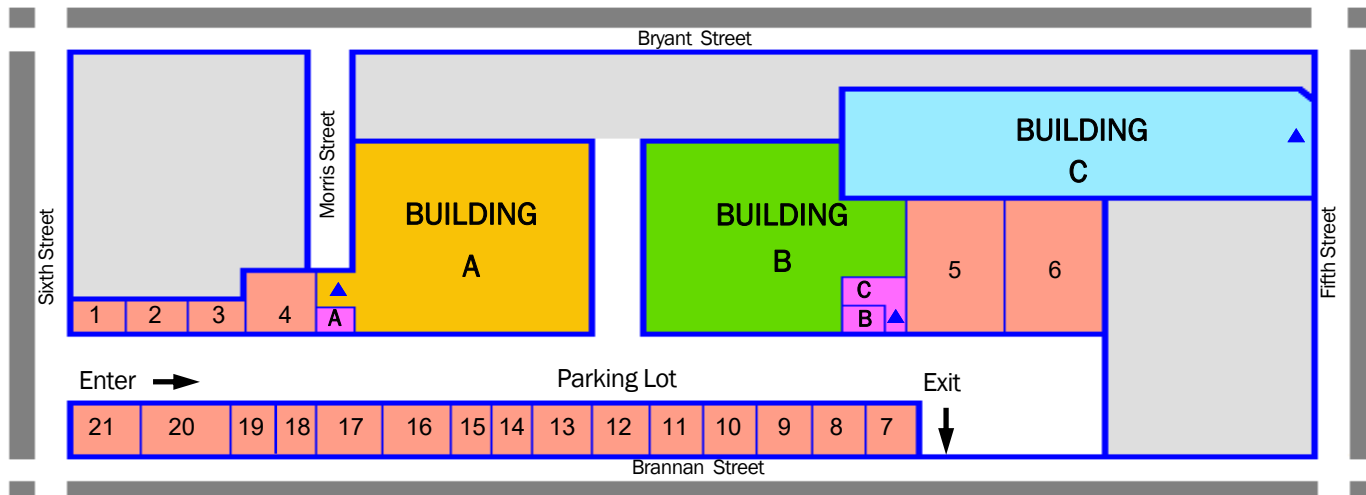 Bryant Street
Morris Street
Sixth Street
Fifth Street
BUILDING
A
BUILDING
B
BUILDING
C
1 2 3 4 A
C
B
5 6
Enter
Parking Lot
Exit
21 20 19 18 17 16 15 14 13 12 11 10 9 8 7
Brannan Street